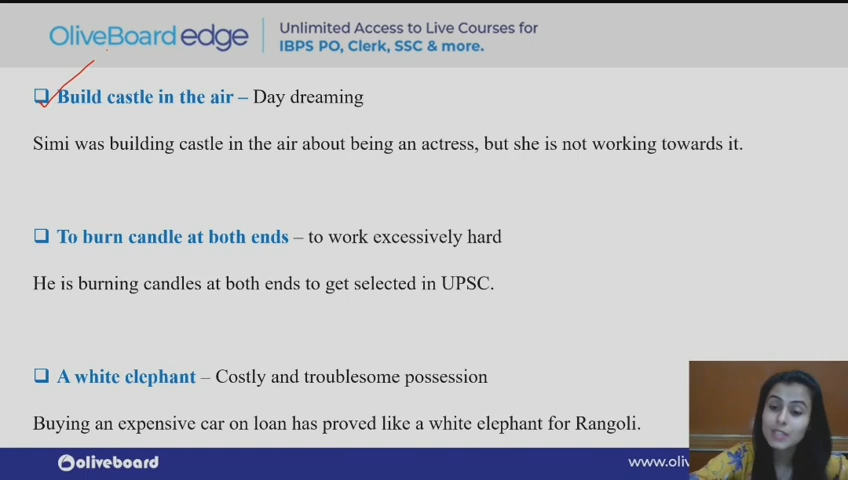 OliveBoard edge
Unlimited Access to Live Courses for
IBPS PO, Clerk, SSC & more.
Build castle in the air – Day dreaming
Simi was building castle in the air about being an actress, but she is not working towards it.
To burn candle at both ends – to work excessively hard
He is burning candles at both ends to get selected in UPSC.
A white elephant – Costly and troublesome possession
Buying an expensive car on loan has proved like a white elephant for Rangoli.
oliveboard
www.oliv